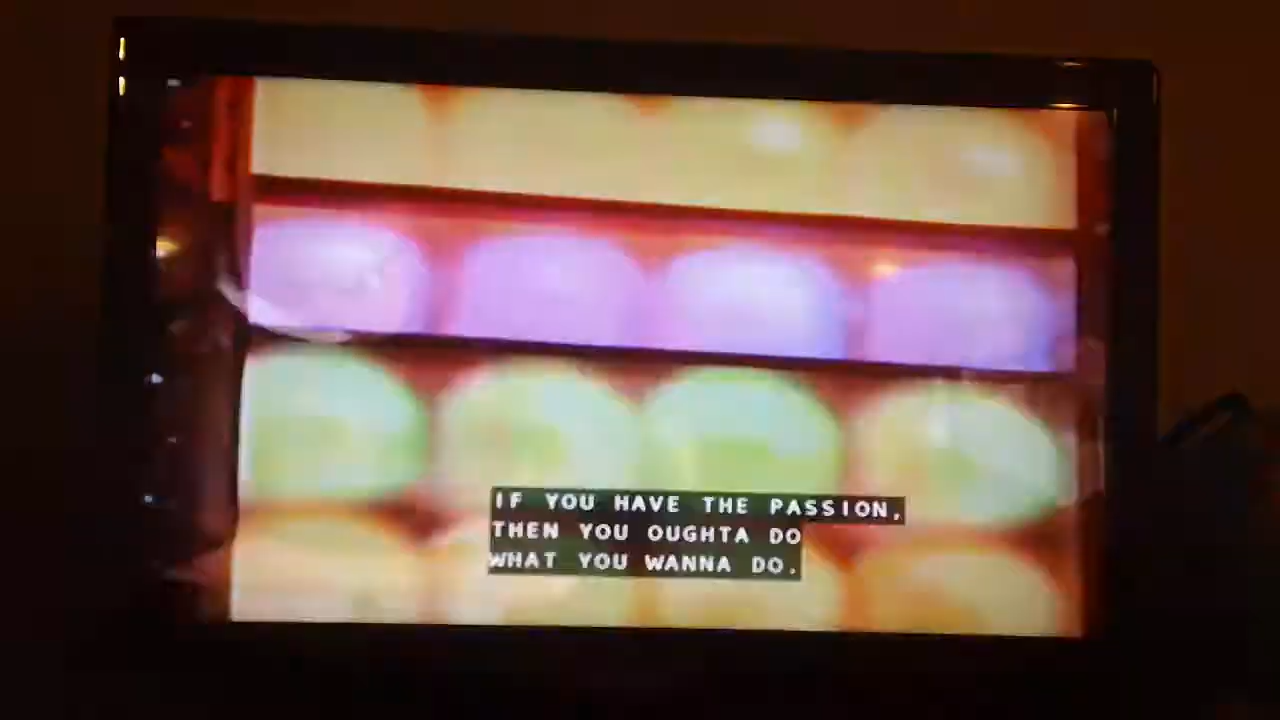 IF YOU HAVE THE PASSION,
THEN YOU OUGHTA DO
WHAT YOU WANNA DO.